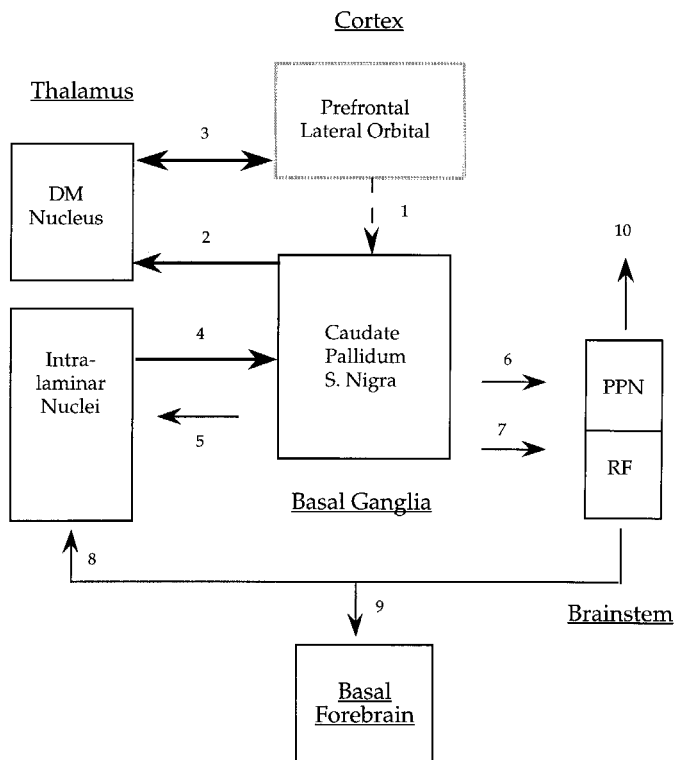 Cortex
Thalamus
Prefrontal
Lateral Orbital
3
DM
Nucleus
1
2
10
Intra-
laminar
Nuclei
4
Caudate
Pallidum
S. Nigra
6
PPN
5
7
RF
Basal Ganglia
8
9
Brainstem
Basal
Forebrain